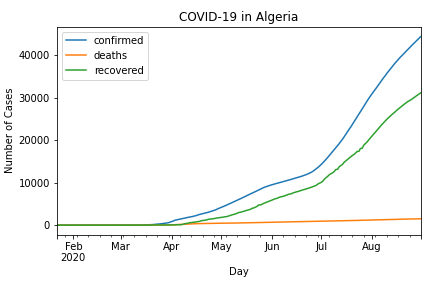 COVID-19 in Algeria
confirmed
deaths
recovered
Number of Cases
40000
30000
20000
10000
0
Feb Mar Apr May Jun Jul Aug
2020
Day